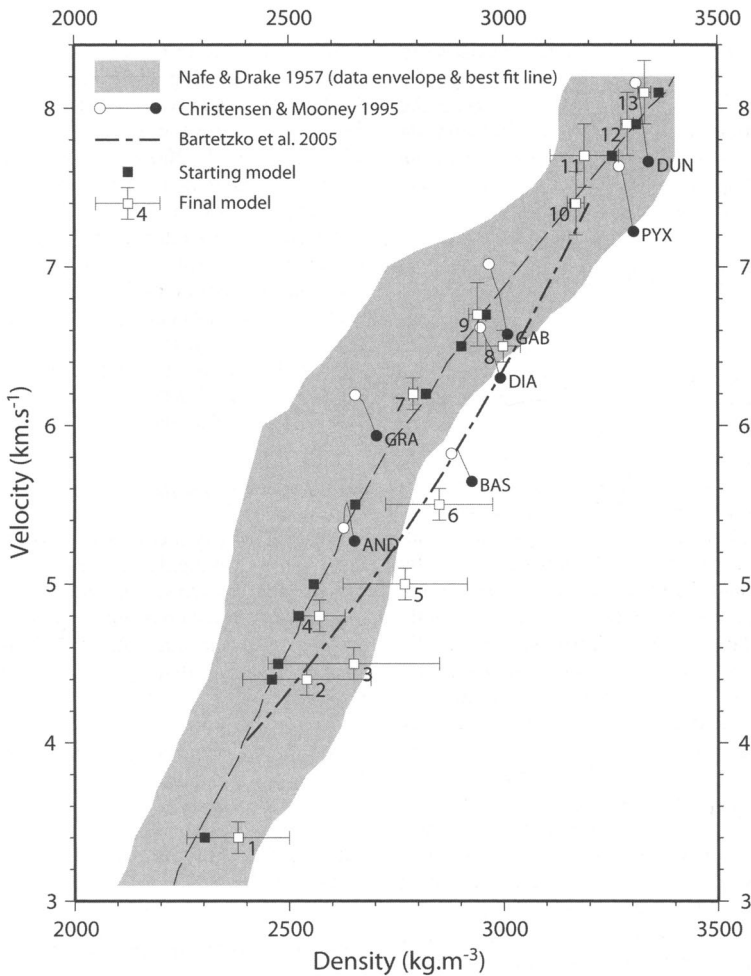 2000 2500 3000 3500
Nafe & Drake 1957 (data envelope & best fit line)
Christensen & Mooney 1995
Bartetzko et al. 2005
Starting model
4 Final model
8 8
7 7
6 6
5 5
4 4
3 3
13
12
11
10
DUN
PYX
9
8
GAB
DIA
7
GRA
BAS
6
AND
5
4
3
2
1
Velocity (km.s⁻¹)
2000 2500 3000 3500
Density (kg.m⁻³)